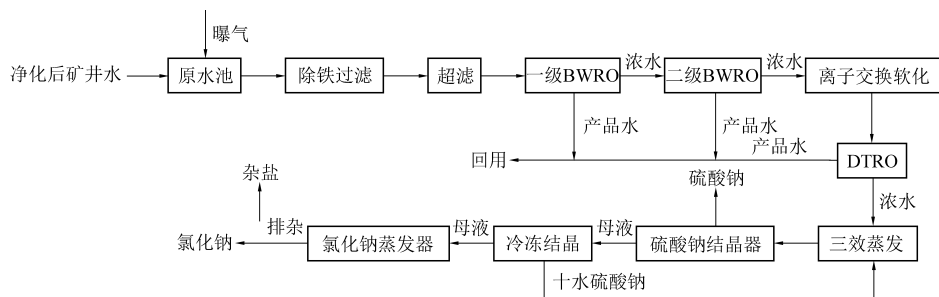 曝气
净化后矿井水
原水池
除铁过滤
超滤
一级BWRO
浓水
二级BWRO
浓水
离子交换软化
产品水
产品水
产品水
回用
DTRO
硫酸钠
浓水
杂盐
排杂
氯化钠
氯化钠蒸发器
母液
冷冻结晶
母液
硫酸钠结晶器
三效蒸发
十水硫酸钠